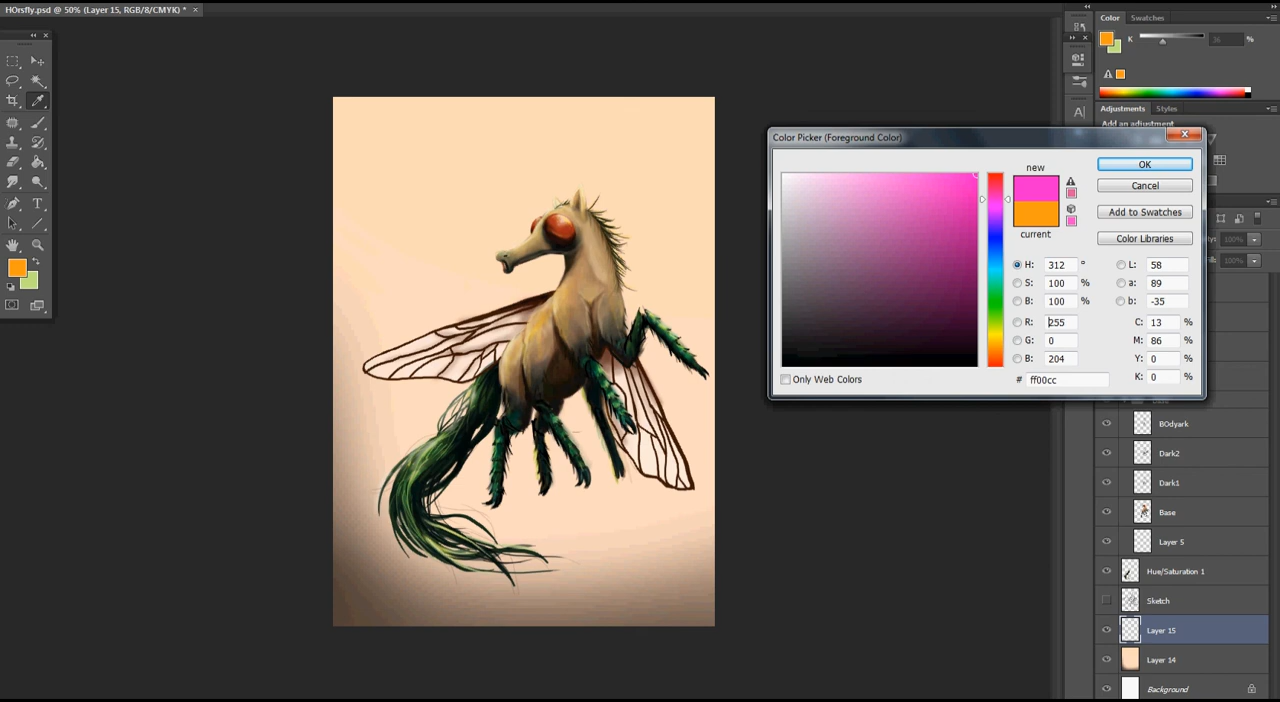 HOrsfly.psd @ 50% (Layer 15, RGB/8/CMYK) * ×
Color Swatches
K 36 %
Adjustments Styles
Add an adjustment
Color Picker (Foreground Color)
new
current
OK
Cancel
Add to Swatches
Color Libraries
H: 312 °
S: 100 %
B: 100 %
R: 255
G: 0
B: 204
L: 58
a: 89
b: -35
C: 13 %
M: 86 %
Y: 0 %
K: 0 %
# ff00cc
Only Web Colors
100%
100%
BOdyark
Dark2
Dark1
Base
Layer 5
Hue/Saturation 1
Sketch
Layer 15
Layer 14
Background